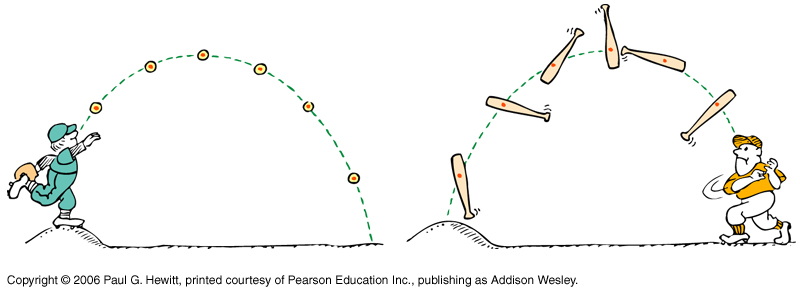 Copyright © 2006 Paul G. Hewitt, printed courtesy of Pearson Education Inc., publishing as Addison Wesley.